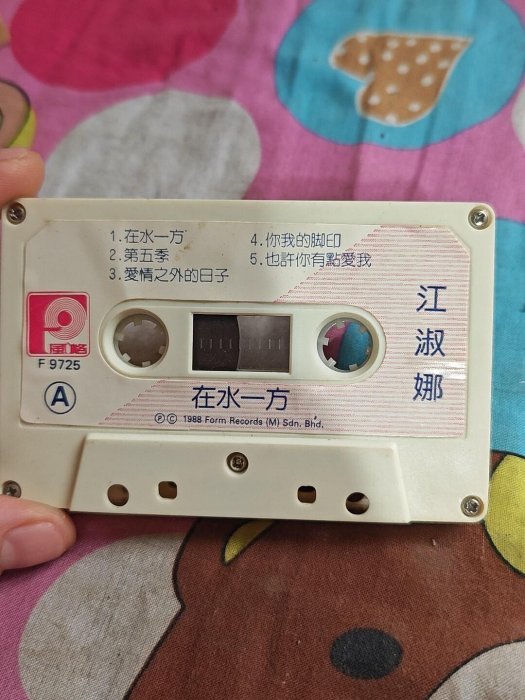 1.在水一方
2.第五季
3.愛情之外的日子
4.你我的脚印
5.也許你有點愛我
江淑娜
風格
F 9725
A
在水一方
ⓅⒸ 1988 Form Records (M) Sdn. Bhd.